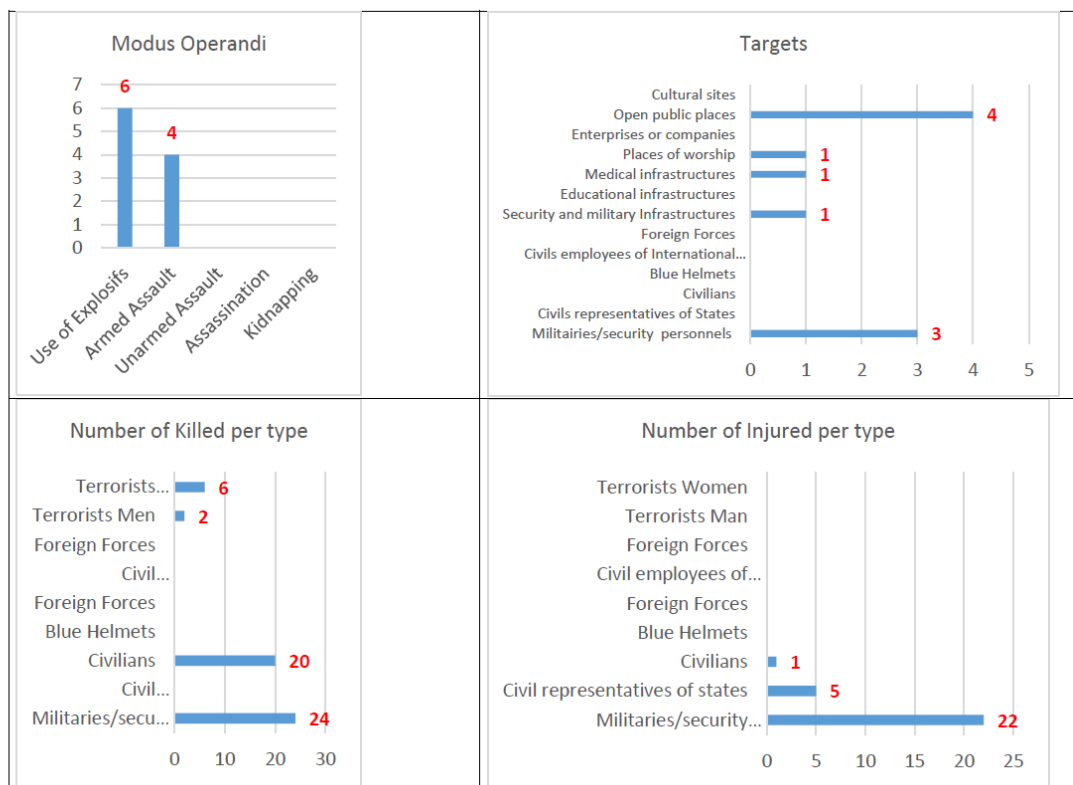 Modus Operandi
7
6
5
4
3
2
1
0
6
4
Use of Explosifs
Armed Assault
Unarmed Assault
Assassination
Kidnapping
Targets
Cultural sites
Open public places 4
Enterprises or companies
Places of worship 1
Medical infrastructures 1
Educational infrastructures
Security and military Infrastructures 1
Foreign Forces
Civils employees of International...
Blue Helmets
Civilians
Civils representatives of States
Militairies/security personnels 3
0 1 2 3 4 5
Number of Killed per type
Terrorists... 6
Terrorists Men 2
Foreign Forces
Civil...
Foreign Forces
Blue Helmets
Civilians 20
Civil...
Militaries/secu... 24
0 10 20 30
Number of Injured per type
Terrorists Women
Terrorists Man
Foreign Forces
Civil employees of...
Foreign Forces
Blue Helmets
Civilians 1
Civil representatives of states 5
Militaries/security... 22
0 5 10 15 20 25